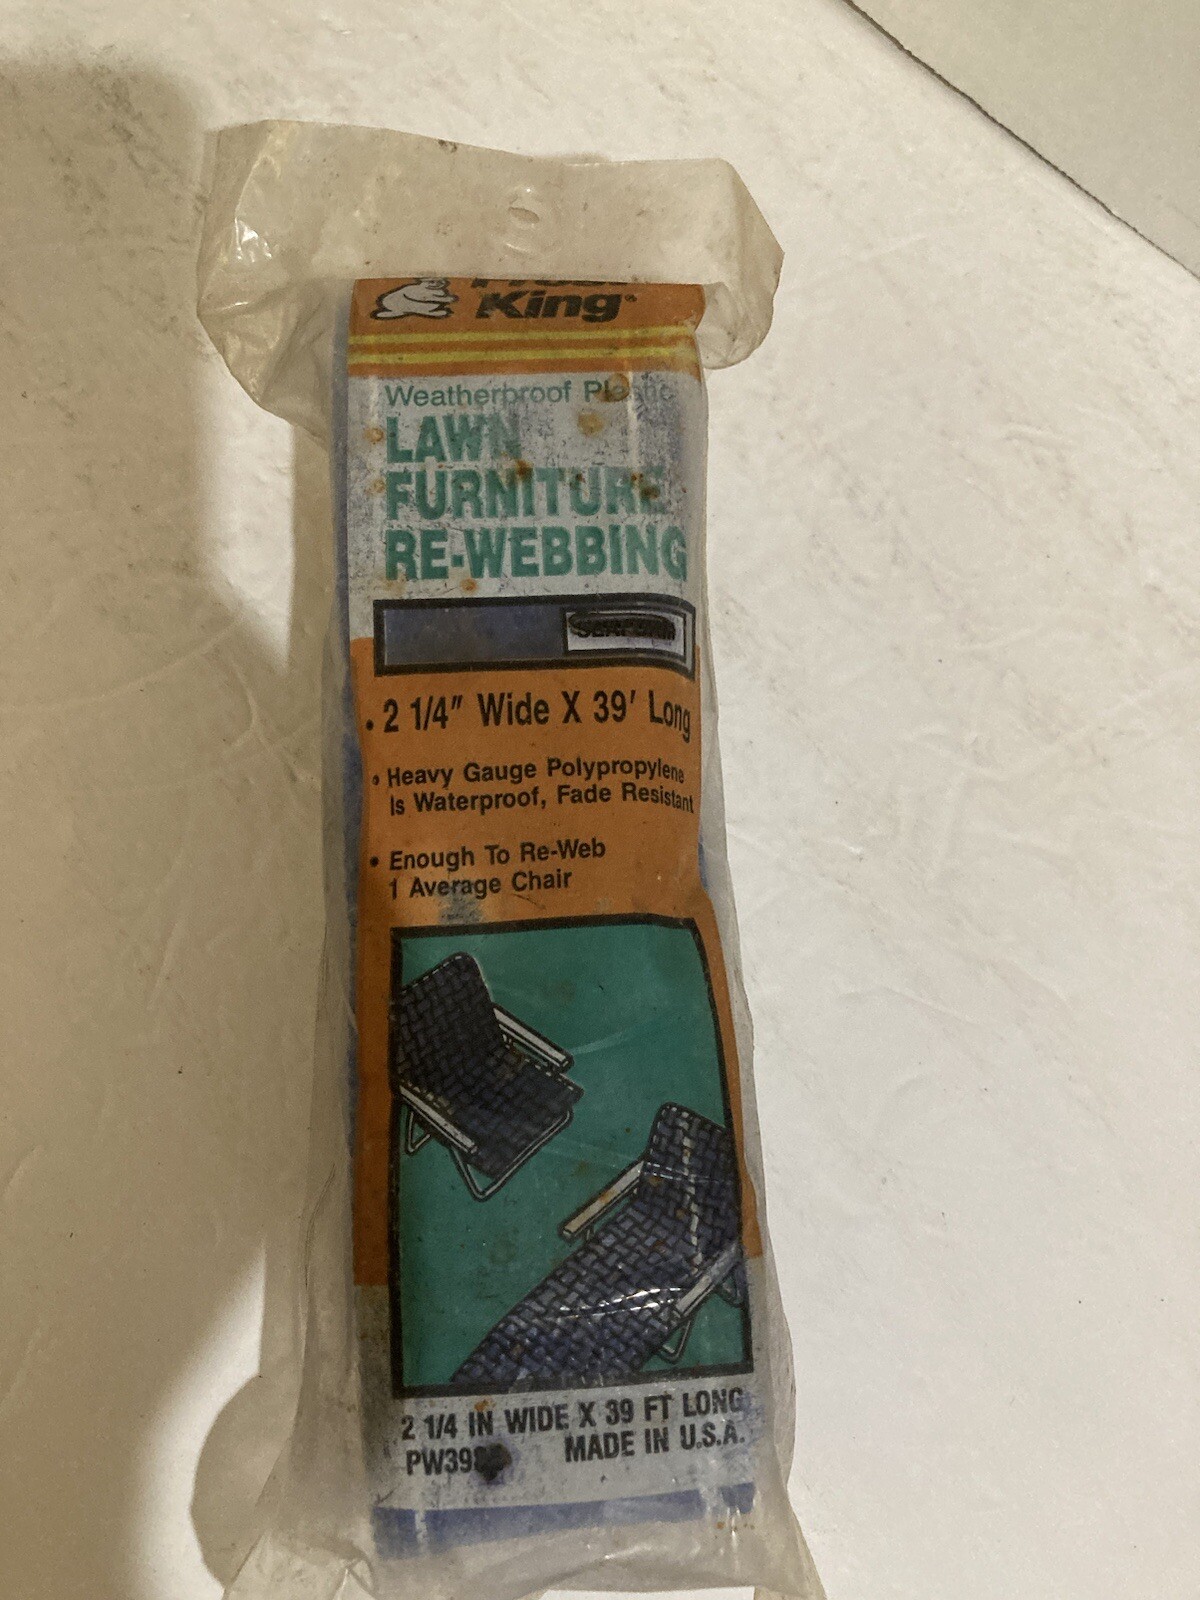 King®
Weatherproof Plastic
LAWN
FURNITURE
RE-WEBBING
• 2 1/4" Wide X 39' Long
• Heavy Gauge Polypropylene
Is Waterproof, Fade Resistant
• Enough To Re-Web
1 Average Chair
2 1/4 IN WIDE X 39 FT LONG
MADE IN U.S.A.